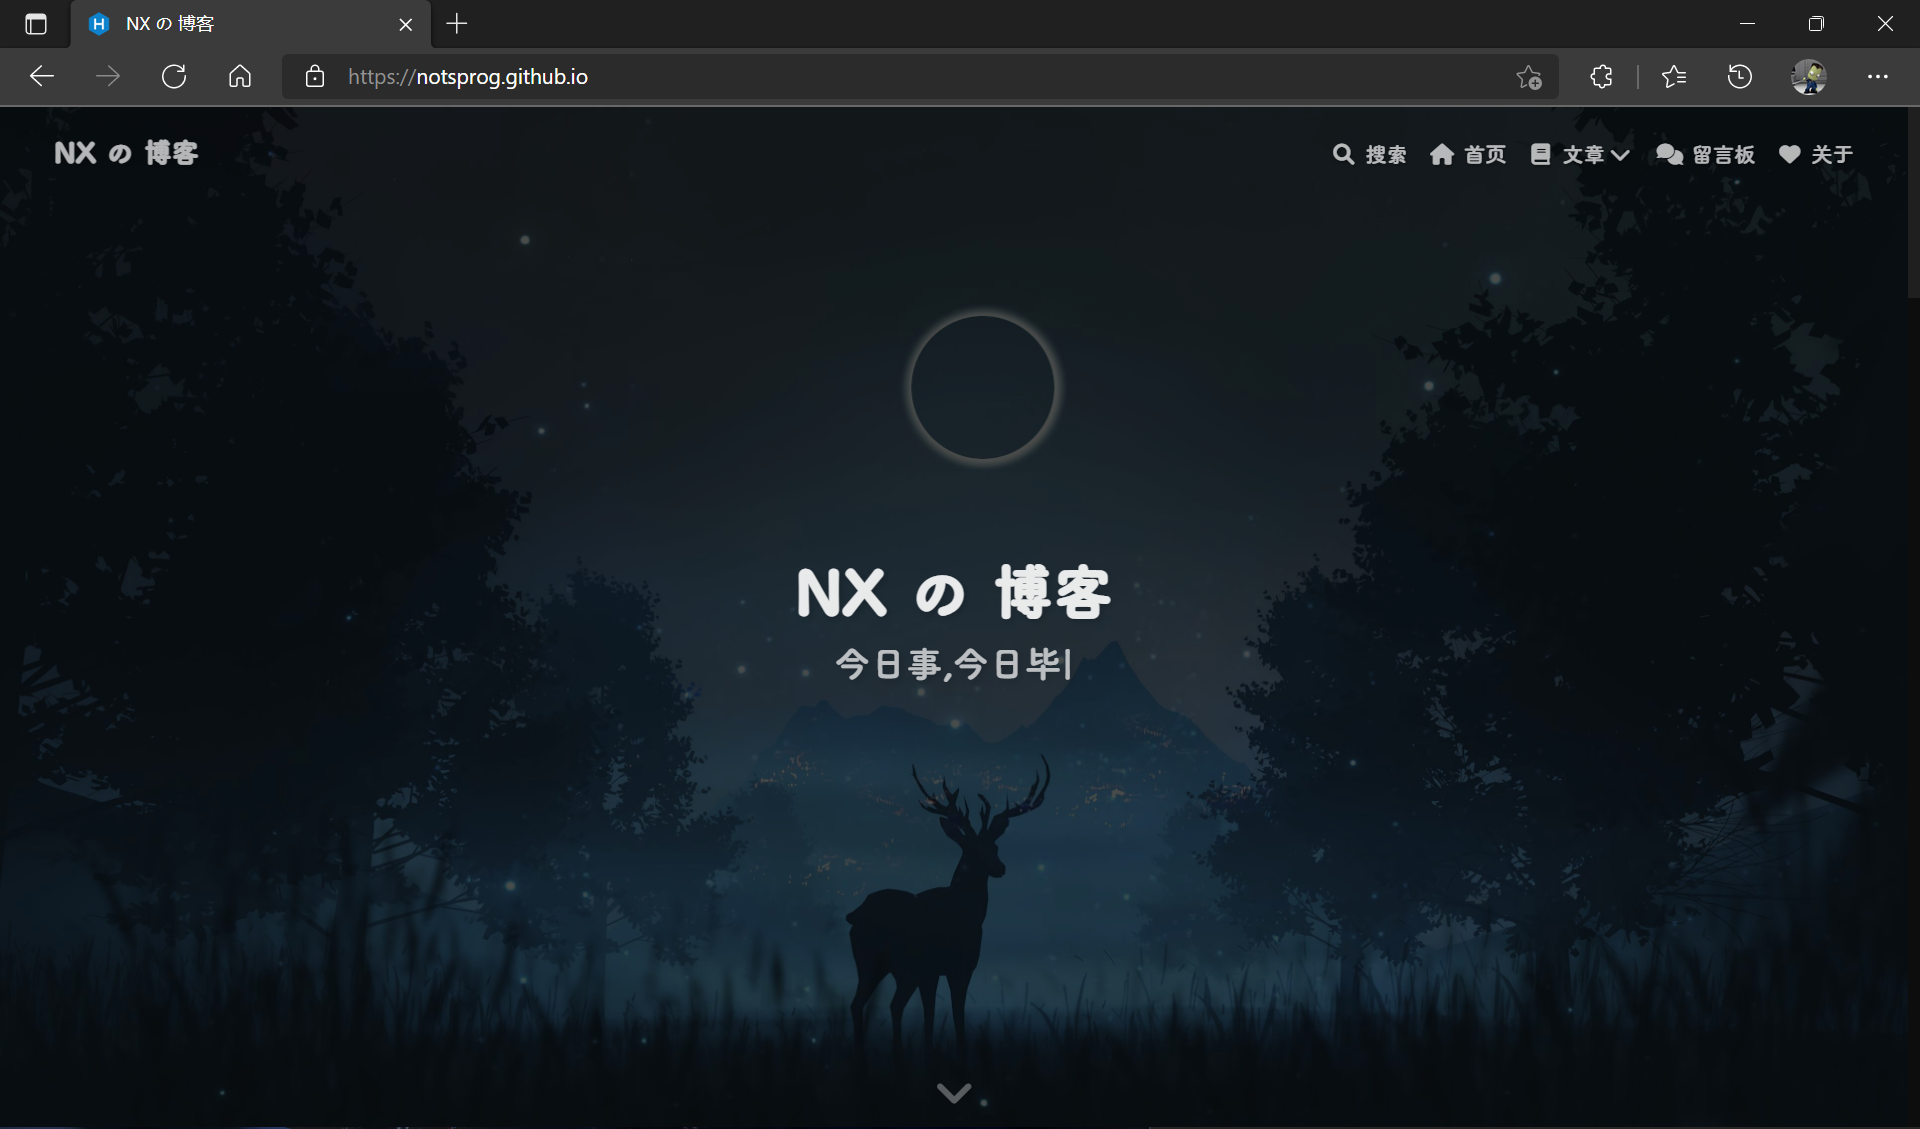 NX の 博客
https://notsprog.github.io
NX の 博客
搜索 首页 文章 留言板 关于
NX の 博客
今日事,今日毕|